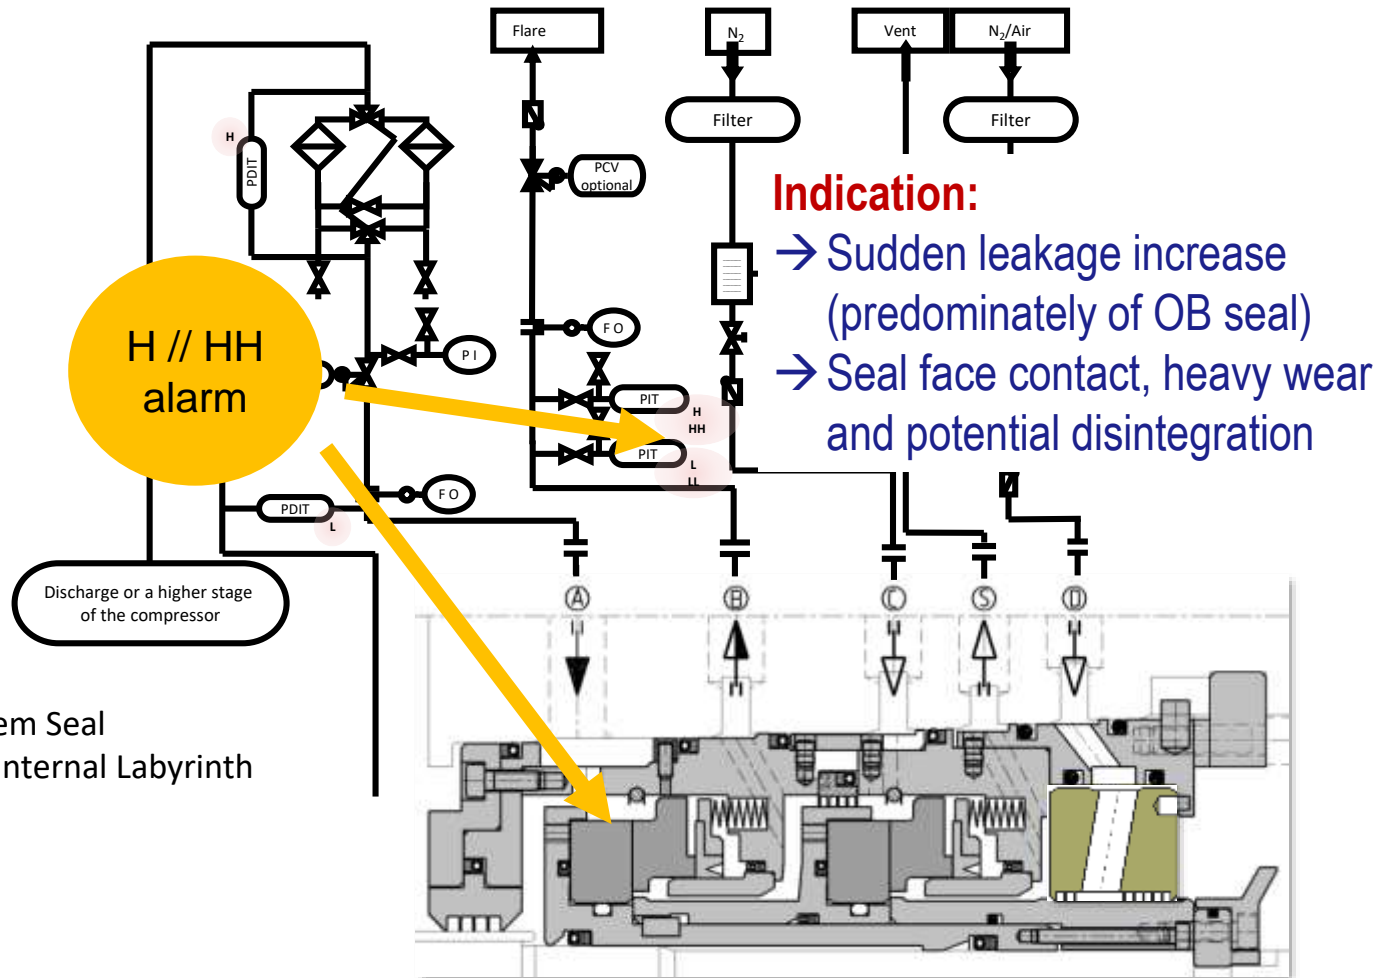 Flare
N₂
Vent
N₂/Air
Filter
Filter
H
PDIT
PCV
optional
Indication:
→ Sudden leakage increase
(predominately of OB seal)
→ Seal face contact, heavy wear
and potential disintegration
H // HH
alarm
F O
P I
PIT
H
HH
PIT
L
LL
F O
PDIT
L
Discharge or a higher stage
of the compressor
A
B
C
S
D
em Seal
nternal Labyrinth